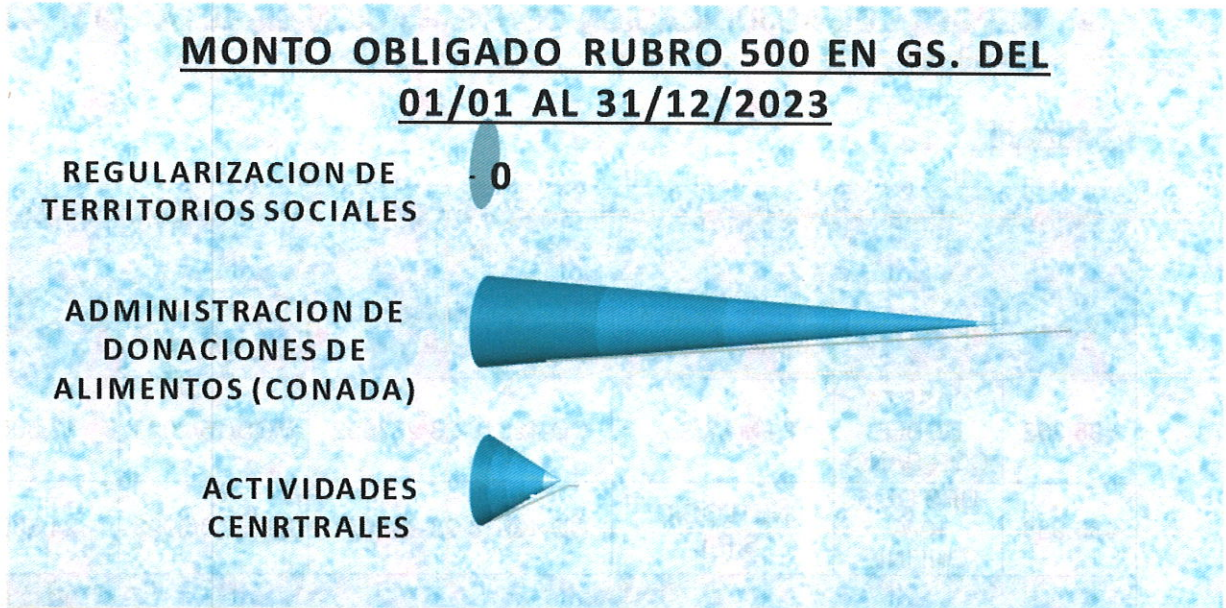 MONTO OBLIGADO RUBRO 500 EN GS. DEL
01/01 AL 31/12/2023
REGULARIZACION DE
TERRITORIOS SOCIALES
- 0
ADMINISTRACION DE
DONACIONES DE
ALIMENTOS (CONADA)
ACTIVIDADES
CENRTRALES